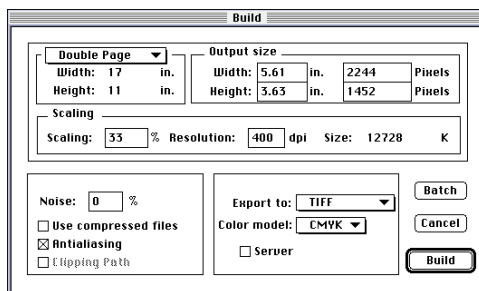 Build
Double Page
Width: 17 in.
Height: 11 in.
Output size
Width: 5.61 in. 2244 Pixels
Height: 3.63 in. 1452 Pixels
Scaling
Scaling: 33 % Resolution: 400 dpi Size: 12728 K
Noise: 0 %
Use compressed files
Antialiasing
Clipping Path
Export to: TIFF
Color model: CMYK
Server
Batch
Cancel
Build